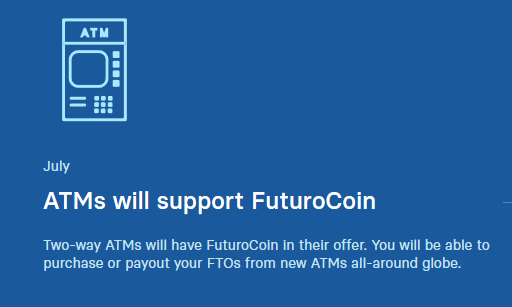 ATM
July
ATMs will support FuturoCoin
Two-way ATMs will have FuturoCoin in their offer. You will be able to
purchase or payout your FTOs from new ATMs all-around globe.